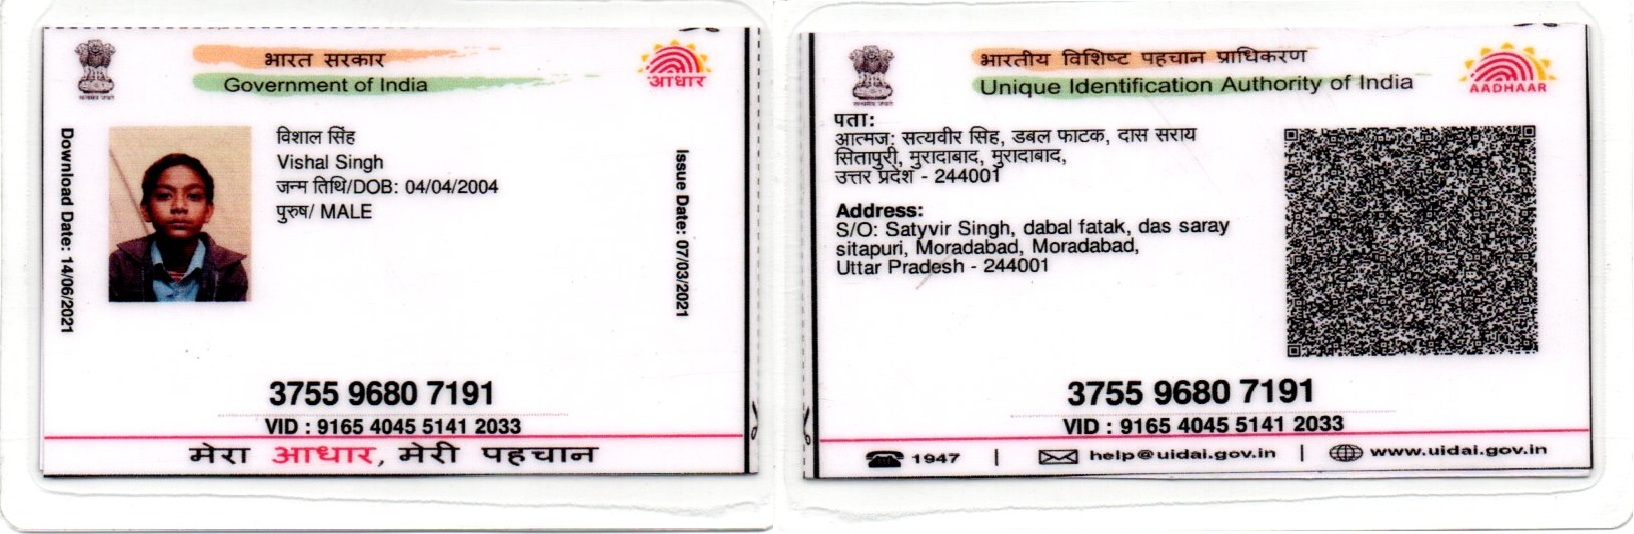 भारत सरकार
Government of India
आधार
Download Date: 14/06/2021
विशाल सिंह
Vishal Singh
जन्म तिथि/DOB: 04/04/2004
पुरुष/ MALE
Issue Date: 07/03/2021
3755 9680 7191
VID : 9165 4045 5141 2033
मेरा आधार, मेरी पहचान
भारतीय विशिष्ट पहचान प्राधिकरण
Unique Identification Authority of India
AADHAAR
पता:
आत्मज: सत्यवीर सिंह, डबल फाटक, दास सराय
सितापुरी, मुरादाबाद, मुरादाबाद,
उत्तर प्रदेश - 244001
Address:
S/O: Satyvir Singh, dabal fatak, das saray
sitapuri, Moradabad, Moradabad,
Uttar Pradesh - 244001
3755 9680 7191
VID : 9165 4045 5141 2033
1947 | help@uidai.gov.in | www.uidai.gov.in